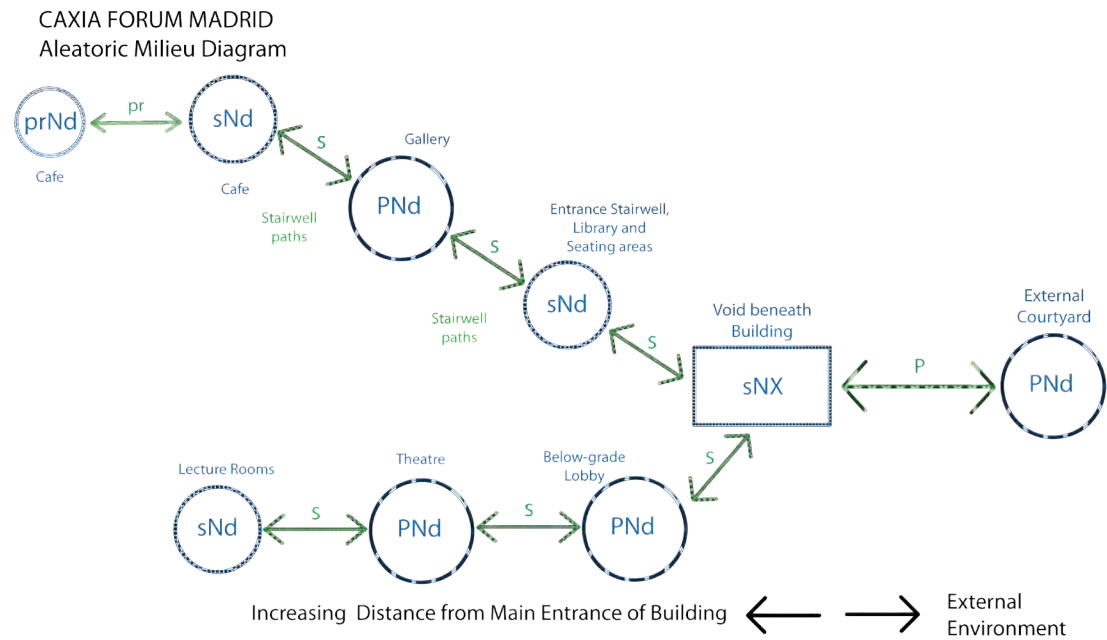 CAXIA FORUM MADRID
Aleatoric Milieu Diagram
prNd
pr
sNd
Cafe
Cafe
S
Gallery
PNd
Stairwell
paths
S
Entrance Stairwell,
Library and
Seating areas
sNd
Stairwell
paths
S
Void beneath
Building
sNX
P
External
Courtyard
PNd
S
Lecture Rooms
sNd
S
Theatre
PNd
S
Below-grade
Lobby
PNd
Increasing Distance from Main Entrance of Building
External
Environment